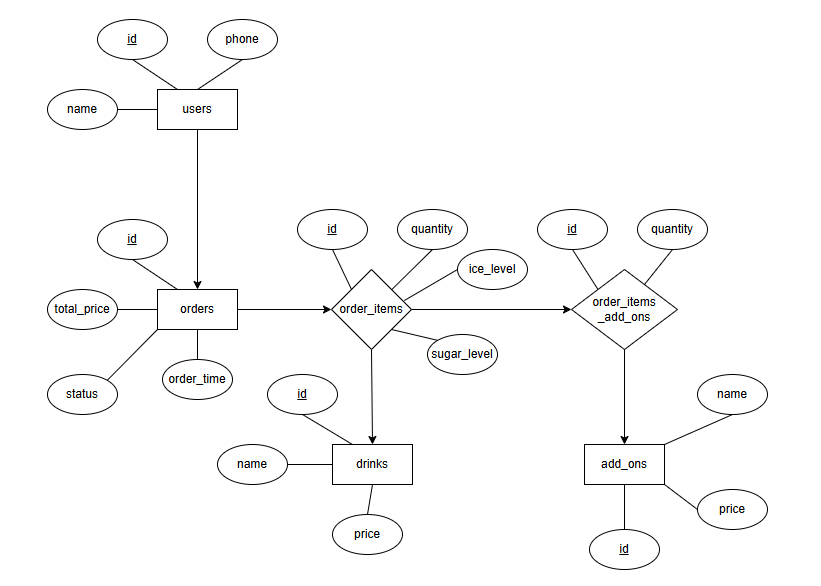 id
phone
name
users
id
id
quantity
id
quantity
ice_level
total_price
orders
order_items
order_items
_add_ons
sugar_level
status
order_time
id
name
name
drinks
add_ons
price
price
id